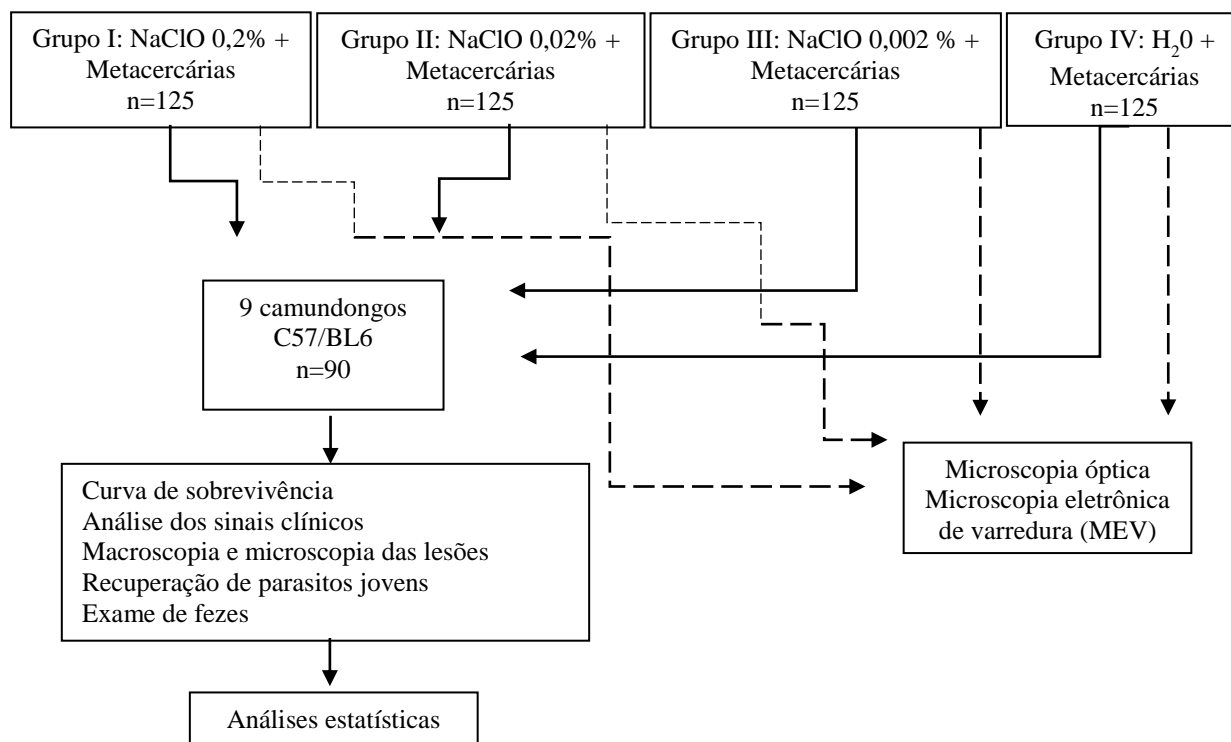 Grupo I: NaClO 0,2% +
Metacercárias
n=125
Grupo II: NaClO 0,02% +
Metacercárias
n=125
Grupo III: NaClO 0,002 % +
Metacercárias
n=125
Grupo IV: H₂0 +
Metacercárias
n=125
9 camundongos
C57/BL6
n=90
Curva de sobrevivência
Análise dos sinais clínicos
Macroscopia e microscopia das lesões
Recuperação de parasitos jovens
Exame de fezes
Microscopia óptica
Microscopia eletrônica
de varredura (MEV)
Análises estatísticas